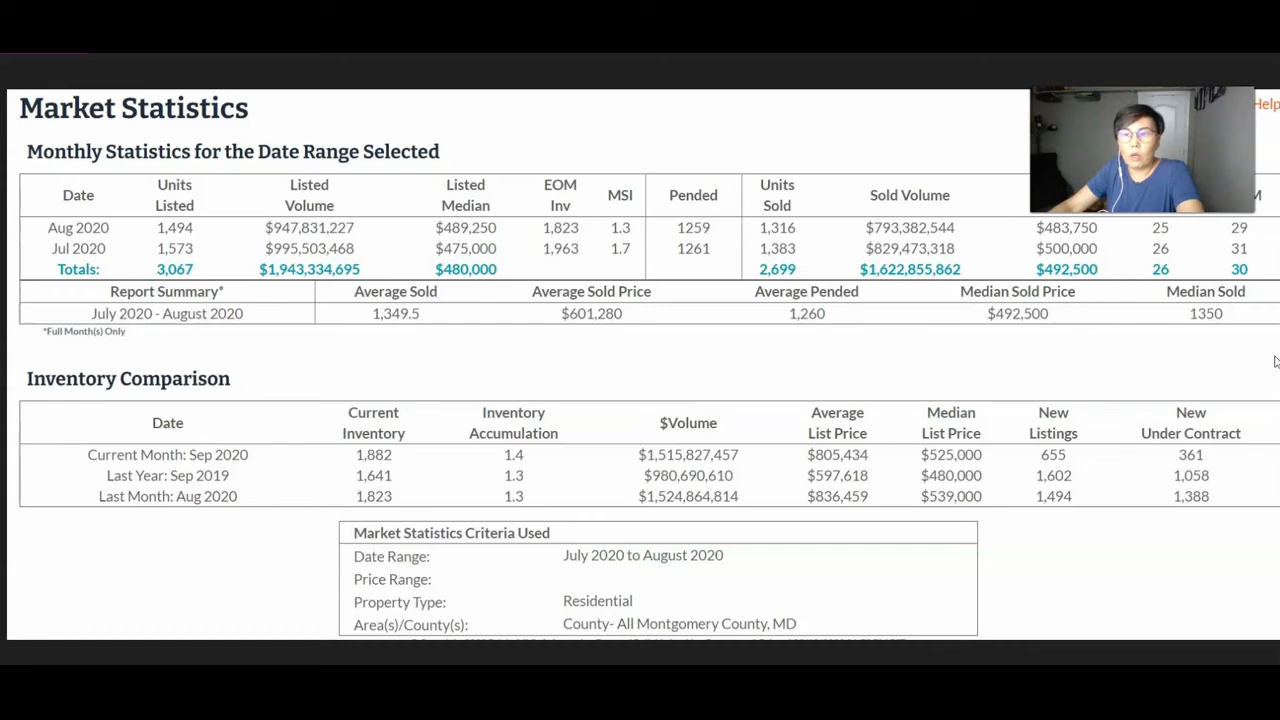 Market Statistics
Help
Monthly Statistics for the Date Range Selected
Date Units Listed Listed Volume Listed Median EOM Inv MSI Pended Units Sold Sold Volume
Aug 2020 1,494 $947,831,227 $489,250 1,823 1.3 1259 1,316 $793,382,544 $483,750 25 29
Jul 2020 1,573 $995,503,468 $475,000 1,963 1.7 1261 1,383 $829,473,318 $500,000 26 31
Totals: 3,067 $1,943,334,695 $480,000 2,699 $1,622,855,862 $492,500 26 30
Report Summary* Average Sold Average Sold Price Average Pended Median Sold Price Median Sold
July 2020 - August 2020 1,349.5 $601,280 1,260 $492,500 1350
*Full Month(s) Only
Inventory Comparison
Date Current Inventory Inventory Accumulation $Volume Average List Price Median List Price New Listings New Under Contract
Current Month: Sep 2020 1,882 1.4 $1,515,827,457 $805,434 $525,000 655 361
Last Year: Sep 2019 1,641 1.3 $980,690,610 $597,618 $480,000 1,602 1,058
Last Month: Aug 2020 1,823 1.3 $1,524,864,814 $836,459 $539,000 1,494 1,388
Market Statistics Criteria Used
Date Range: July 2020 to August 2020
Price Range:
Property Type: Residential
Area(s)/County(s): County- All Montgomery County, MD